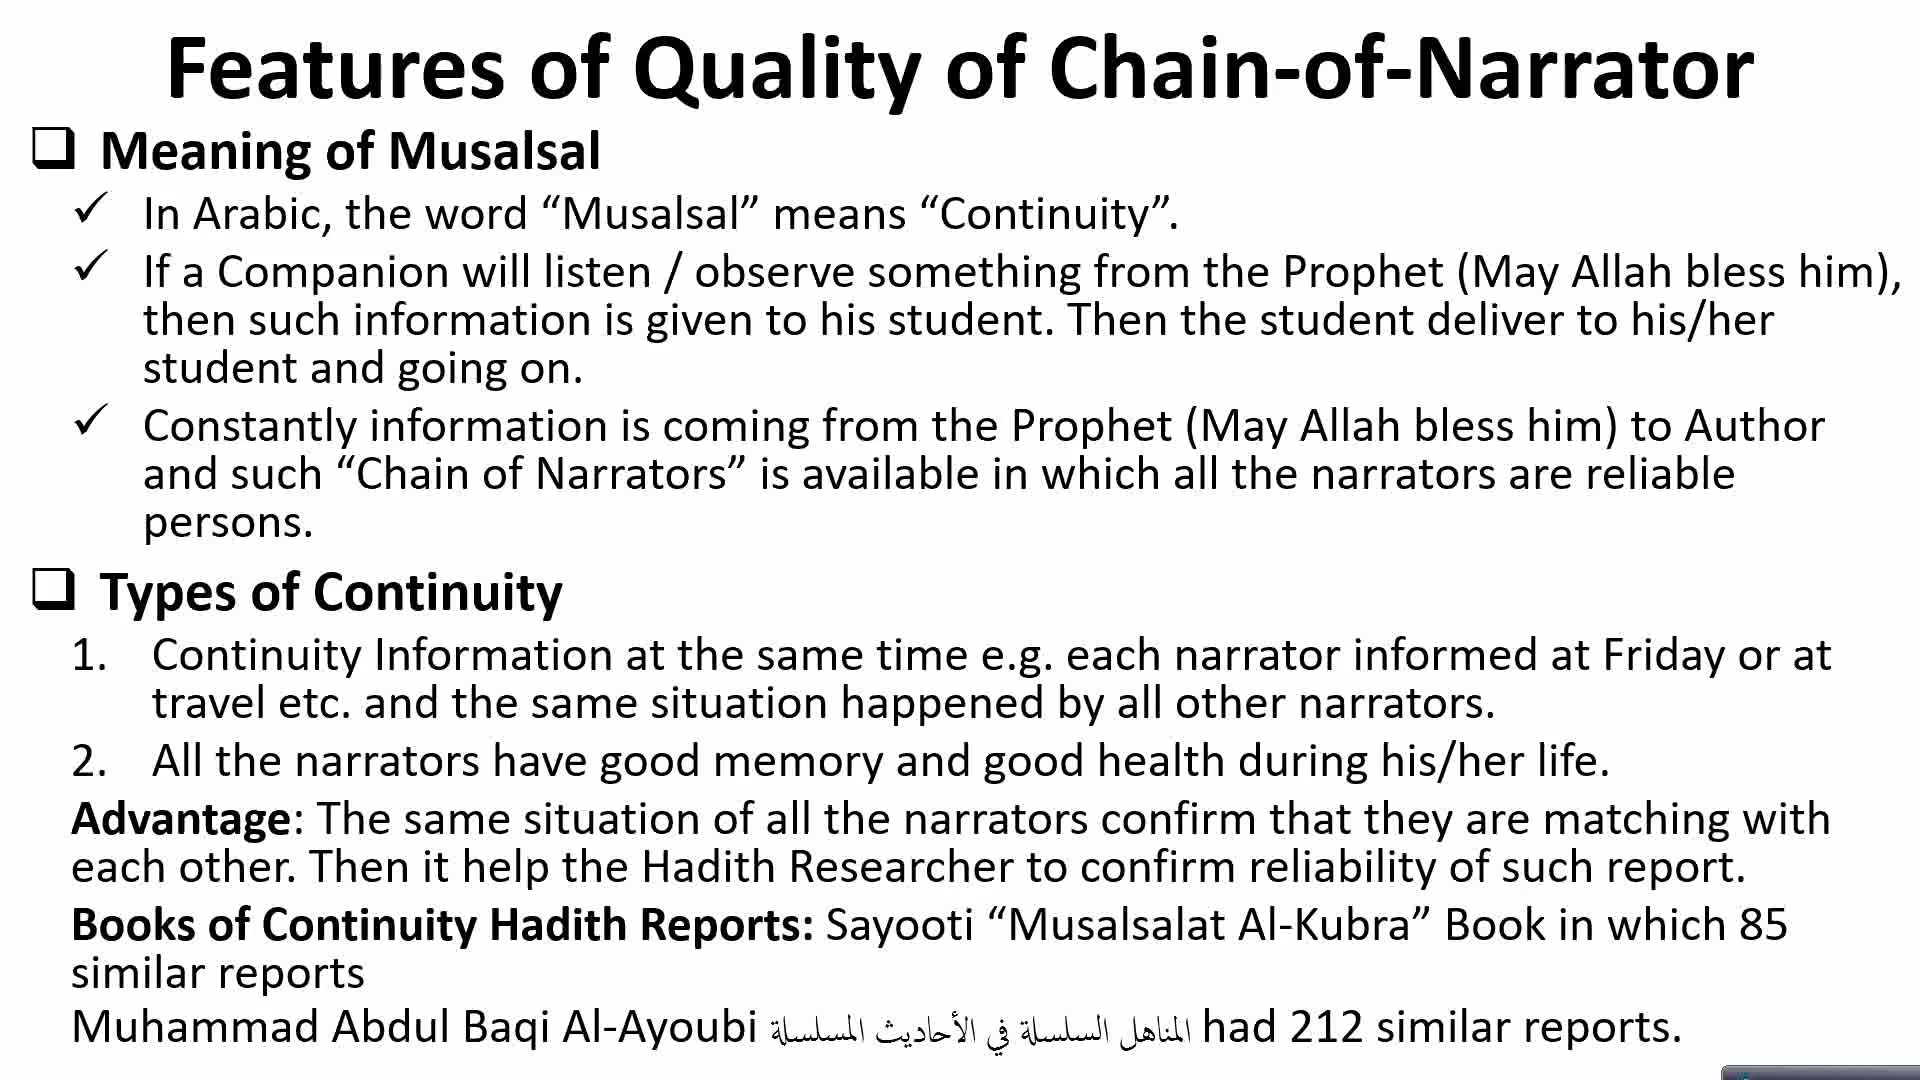 Features of Quality of Chain-of-Narrator
Meaning of Musalsal
In Arabic, the word “Musalsal” means “Continuity”.
If a Companion will listen / observe something from the Prophet (May Allah bless him),
then such information is given to his student. Then the student deliver to his/her
student and going on.
Constantly information is coming from the Prophet (May Allah bless him) to Author
and such “Chain of Narrators” is available in which all the narrators are reliable
persons.
Types of Continuity
1. Continuity Information at the same time e.g. each narrator informed at Friday or at
travel etc. and the same situation happened by all other narrators.
2. All the narrators have good memory and good health during his/her life.
Advantage: The same situation of all the narrators confirm that they are matching with
each other. Then it help the Hadith Researcher to confirm reliability of such report.
Books of Continuity Hadith Reports: Sayooti “Musalsalat Al-Kubra” Book in which 85
similar reports
Muhammad Abdul Baqi Al-Ayoubi المناهل السلسلة في الأحاديث المسلسلة had 212 similar reports.